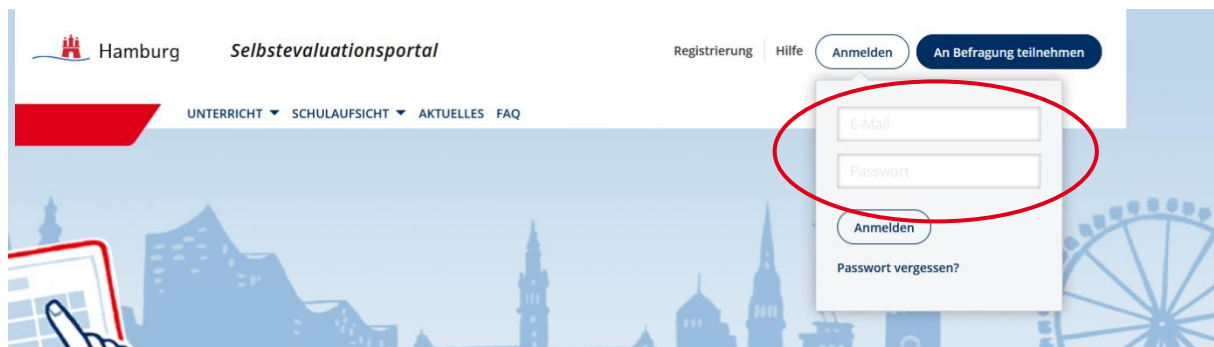 Hamburg Selbstevaluationsportal Registrierung Hilfe Anmelden An Befragung teilnehmen
UNTERRICHT SCHULAUFSICHT AKTUELLES FAQ
E-Mail
Passwort
Anmelden
Passwort vergessen?